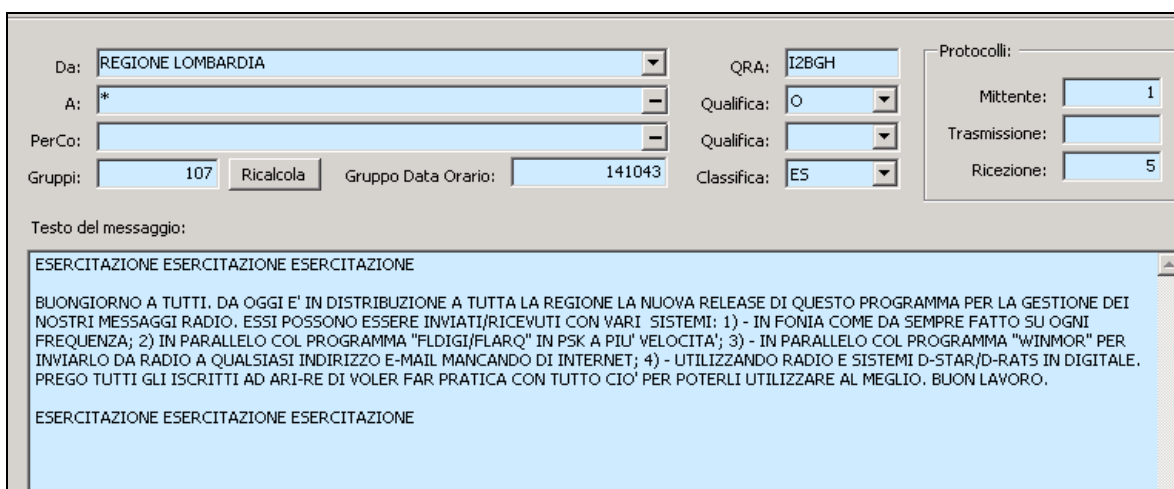 Da: REGIONE LOMBARDIA QRA: I2BGH Protocolli:
A: * Qualifica: O Mittente: 1
PerCo: Qualifica: Trasmissione:
Gruppi: 107 Ricalcola Gruppo Data Orario: 141043 Classifica: ES Ricezione: 5
Testo del messaggio:
ESERCITAZIONE ESERCITAZIONE ESERCITAZIONE
BUONGIORNO A TUTTI. DA OGGI E' IN DISTRIBUZIONE A TUTTA LA REGIONE LA NUOVA RELEASE DI QUESTO PROGRAMMA PER LA GESTIONE DEI
NOSTRI MESSAGGI RADIO. ESSI POSSONO ESSERE INVIATI/RICEVUTI CON VARI  SISTEMI: 1) - IN FONIA COME DA SEMPRE FATTO SU OGNI
FREQUENZA; 2) IN PARALLELO COL PROGRAMMA "FLDIGI/FLARQ" IN PSK A PIU' VELOCITA'; 3) - IN PARALLELO COL PROGRAMMA "WINMOR" PER
INVIARLO DA RADIO A QUALSIASI INDIRIZZO E-MAIL MANCANDO DI INTERNET; 4) - UTILIZZANDO RADIO E SISTEMI D-STAR/D-RATS IN DIGITALE.
PREGO TUTTI GLI ISCRITTI AD ARI-RE DI VOLER FAR PRATICA CON TUTTO CIO' PER POTERLI UTILIZZARE AL MEGLIO. BUON LAVORO.
ESERCITAZIONE ESERCITAZIONE ESERCITAZIONE